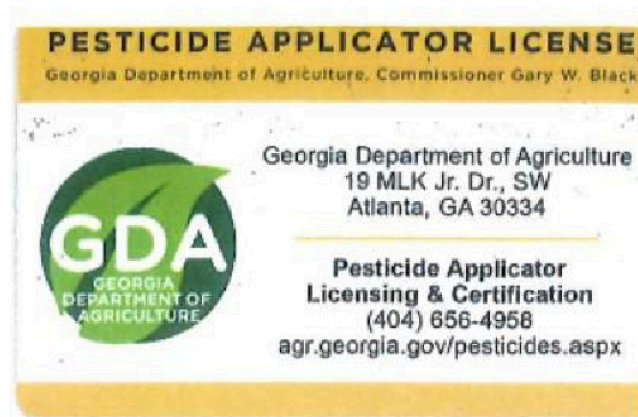 PESTICIDE APPLICATOR LICENSE
Georgia Department of Agriculture, Commissioner Gary W. Black
GDA
GEORGIA
DEPARTMENT OF
AGRICULTURE
Georgia Department of Agriculture
19 MLK Jr. Dr., SW
Atlanta, GA 30334
Pesticide Applicator
Licensing & Certification
(404) 656-4958
agr.georgia.gov/pesticides.aspx